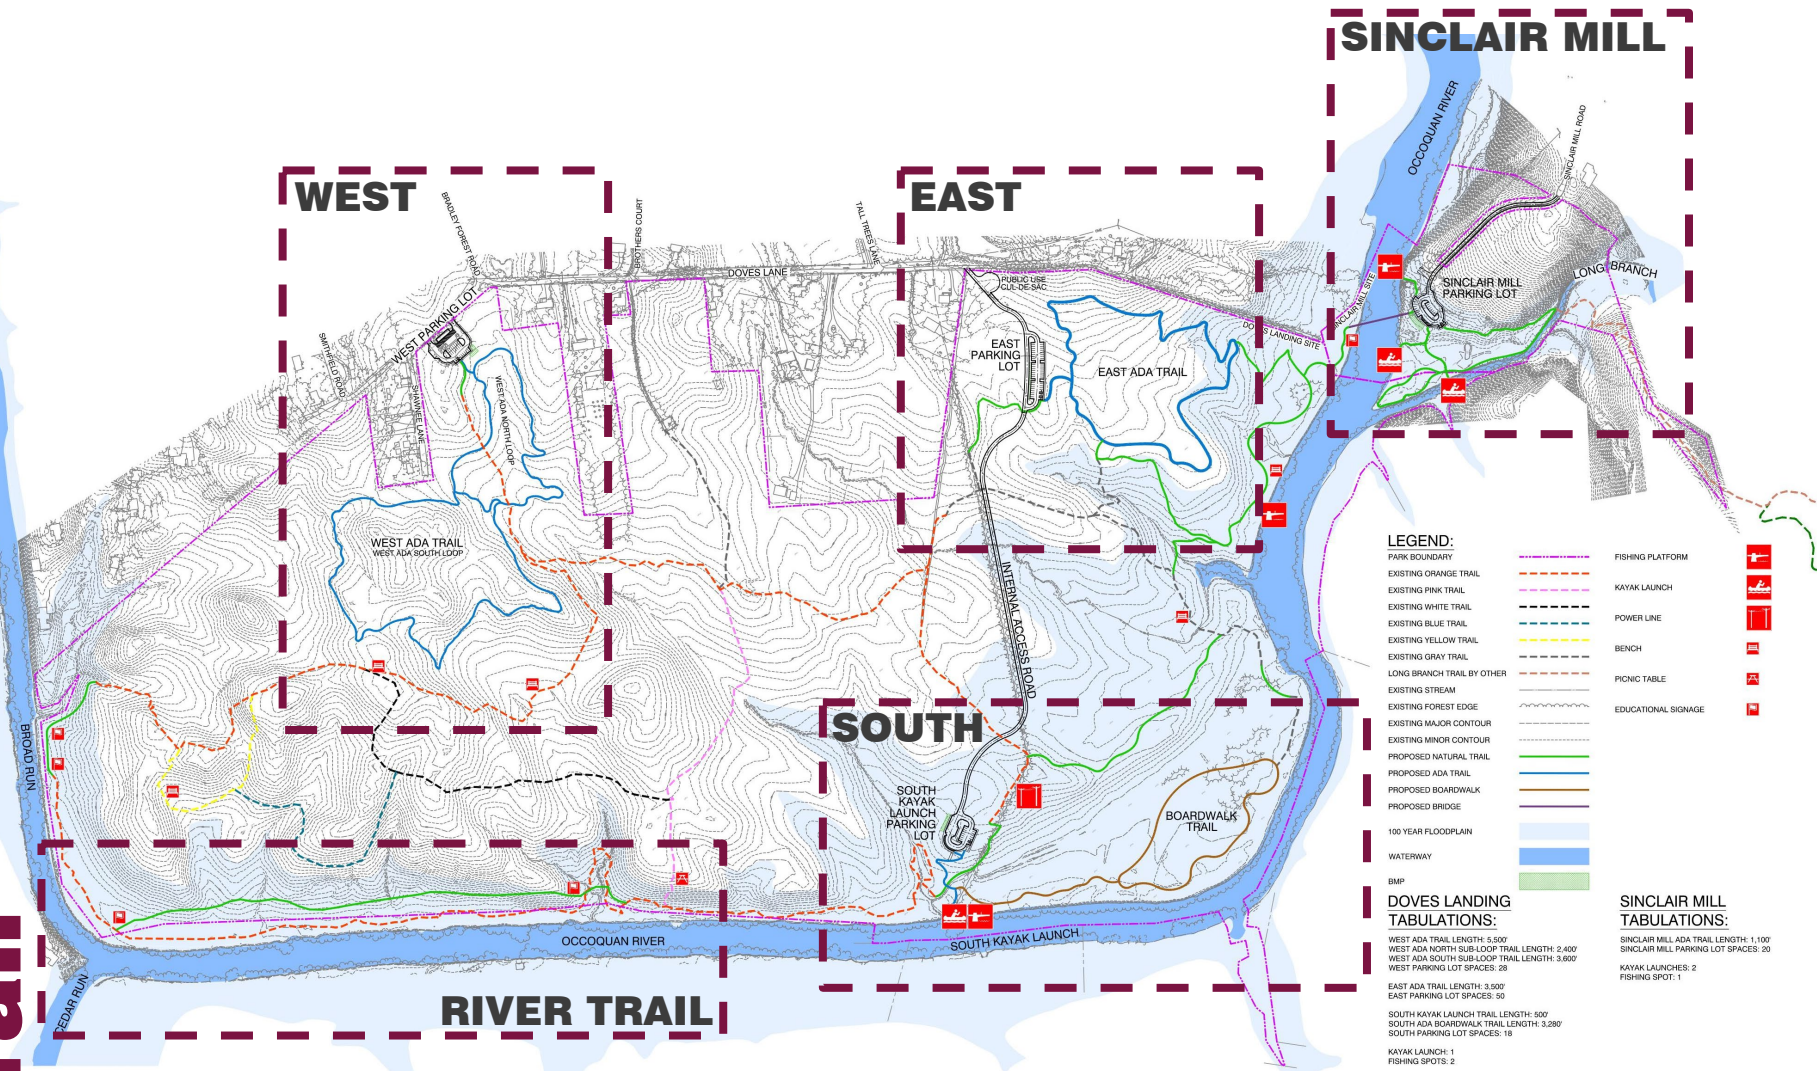 SINCLAIR MILL
WEST
EAST
SOUTH
RIVER TRAIL
OCCOQUAN RIVER
SINCLAIR MILL ROAD
LONG BRANCH
SINCLAIR MILL
PARKING LOT
SINCLAIR MILL SITE
DOVES LANDING SITE
BRADLEY FOREST ROAD
BROTHERS COURT
TALL TREES LANE
DOVES LANE
PUBLIC USE
CUL-DE-SAC
WEST PARKING LOT
SMITHFIELD ROAD
SHAWNEE LANE
WEST ADA NORTH LOOP
EAST
PARKING
LOT
EAST ADA TRAIL
WEST ADA TRAIL
WEST ADA SOUTH LOOP
INTERNAL ACCESS ROAD
BROAD RUN
SOUTH
KAYAK
LAUNCH
PARKING
LOT
BOARDWALK
TRAIL
OCCOQUAN RIVER
SOUTH KAYAK LAUNCH
CEDAR RUN
LEGEND:
PARK BOUNDARY
EXISTING ORANGE TRAIL
EXISTING PINK TRAIL
EXISTING WHITE TRAIL
EXISTING BLUE TRAIL
EXISTING YELLOW TRAIL
EXISTING GRAY TRAIL
LONG BRANCH TRAIL BY OTHER
EXISTING STREAM
EXISTING FOREST EDGE
EXISTING MAJOR CONTOUR
EXISTING MINOR CONTOUR
PROPOSED NATURAL TRAIL
PROPOSED ADA TRAIL
PROPOSED BOARDWALK
PROPOSED BRIDGE
100 YEAR FLOODPLAIN
WATERWAY
BMP
FISHING PLATFORM
KAYAK LAUNCH
POWER LINE
BENCH
PICNIC TABLE
EDUCATIONAL SIGNAGE
DOVES LANDING
TABULATIONS:
WEST ADA TRAIL LENGTH: 5,500'
WEST ADA NORTH SUB-LOOP TRAIL LENGTH: 2,400'
WEST ADA SOUTH SUB-LOOP TRAIL LENGTH: 3,600'
WEST PARKING LOT SPACES: 28
EAST ADA TRAIL LENGTH: 3,500'
EAST PARKING LOT SPACES: 50
SOUTH KAYAK LAUNCH TRAIL LENGTH: 500'
SOUTH ADA BOARDWALK TRAIL LENGTH: 3,280'
SOUTH PARKING LOT SPACES: 18
KAYAK LAUNCH: 1
FISHING SPOTS: 2
SINCLAIR MILL
TABULATIONS:
SINCLAIR MILL ADA TRAIL LENGTH: 1,100'
SINCLAIR MILL PARKING LOT SPACES: 20
KAYAK LAUNCHES: 2
FISHING SPOT: 1